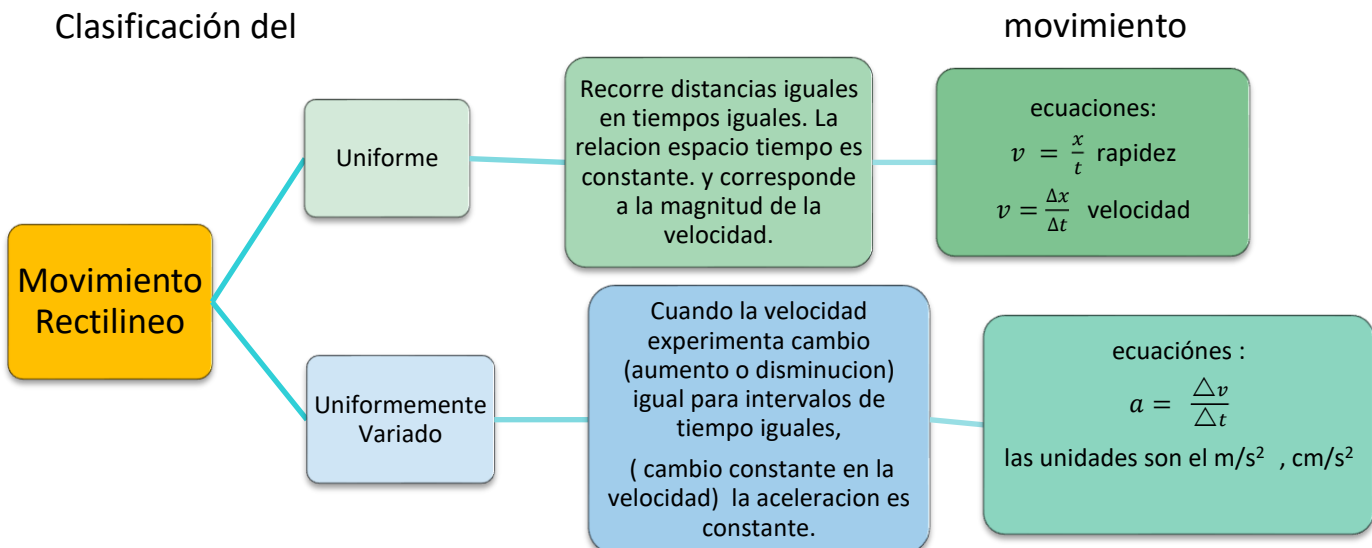 Clasificación del movimiento
Movimiento
Rectilineo
Uniforme
Recorre distancias iguales
en tiempos iguales. La
relacion espacio tiempo es
constante. y corresponde
a la magnitud de la
velocidad.
ecuaciones:
v = x/t rapidez
v = Δx/Δt velocidad
Uniformemente
Variado
Cuando la velocidad
experimenta cambio
(aumento o disminucion)
igual para intervalos de
tiempo iguales,
( cambio constante en la
velocidad) la aceleracion es
constante.
ecuaciónes :
a = △v/△t
las unidades son el m/s² , cm/s²